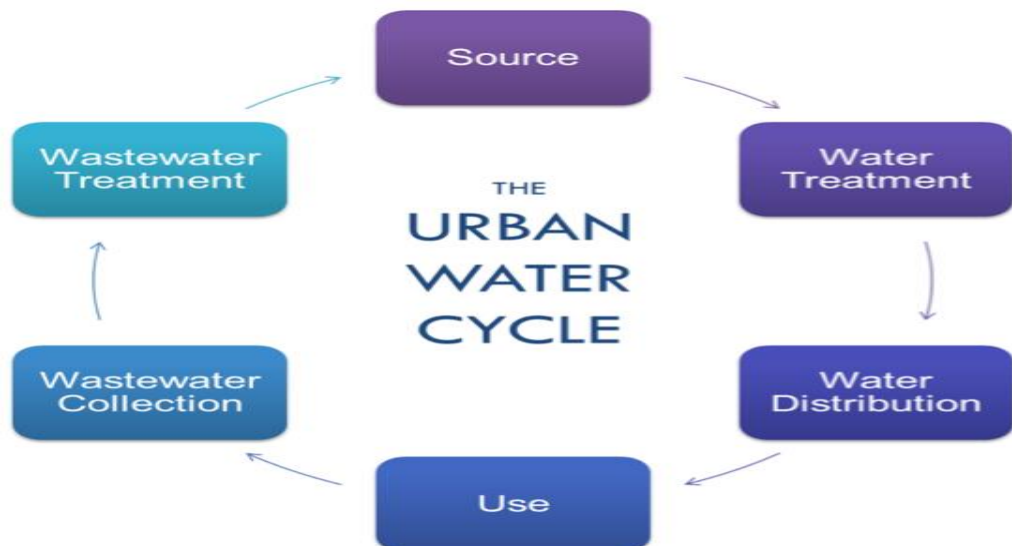 Source
Water
Treatment
Water
Distribution
Use
Wastewater
Collection
Wastewater
Treatment
THE
URBAN
WATER
CYCLE